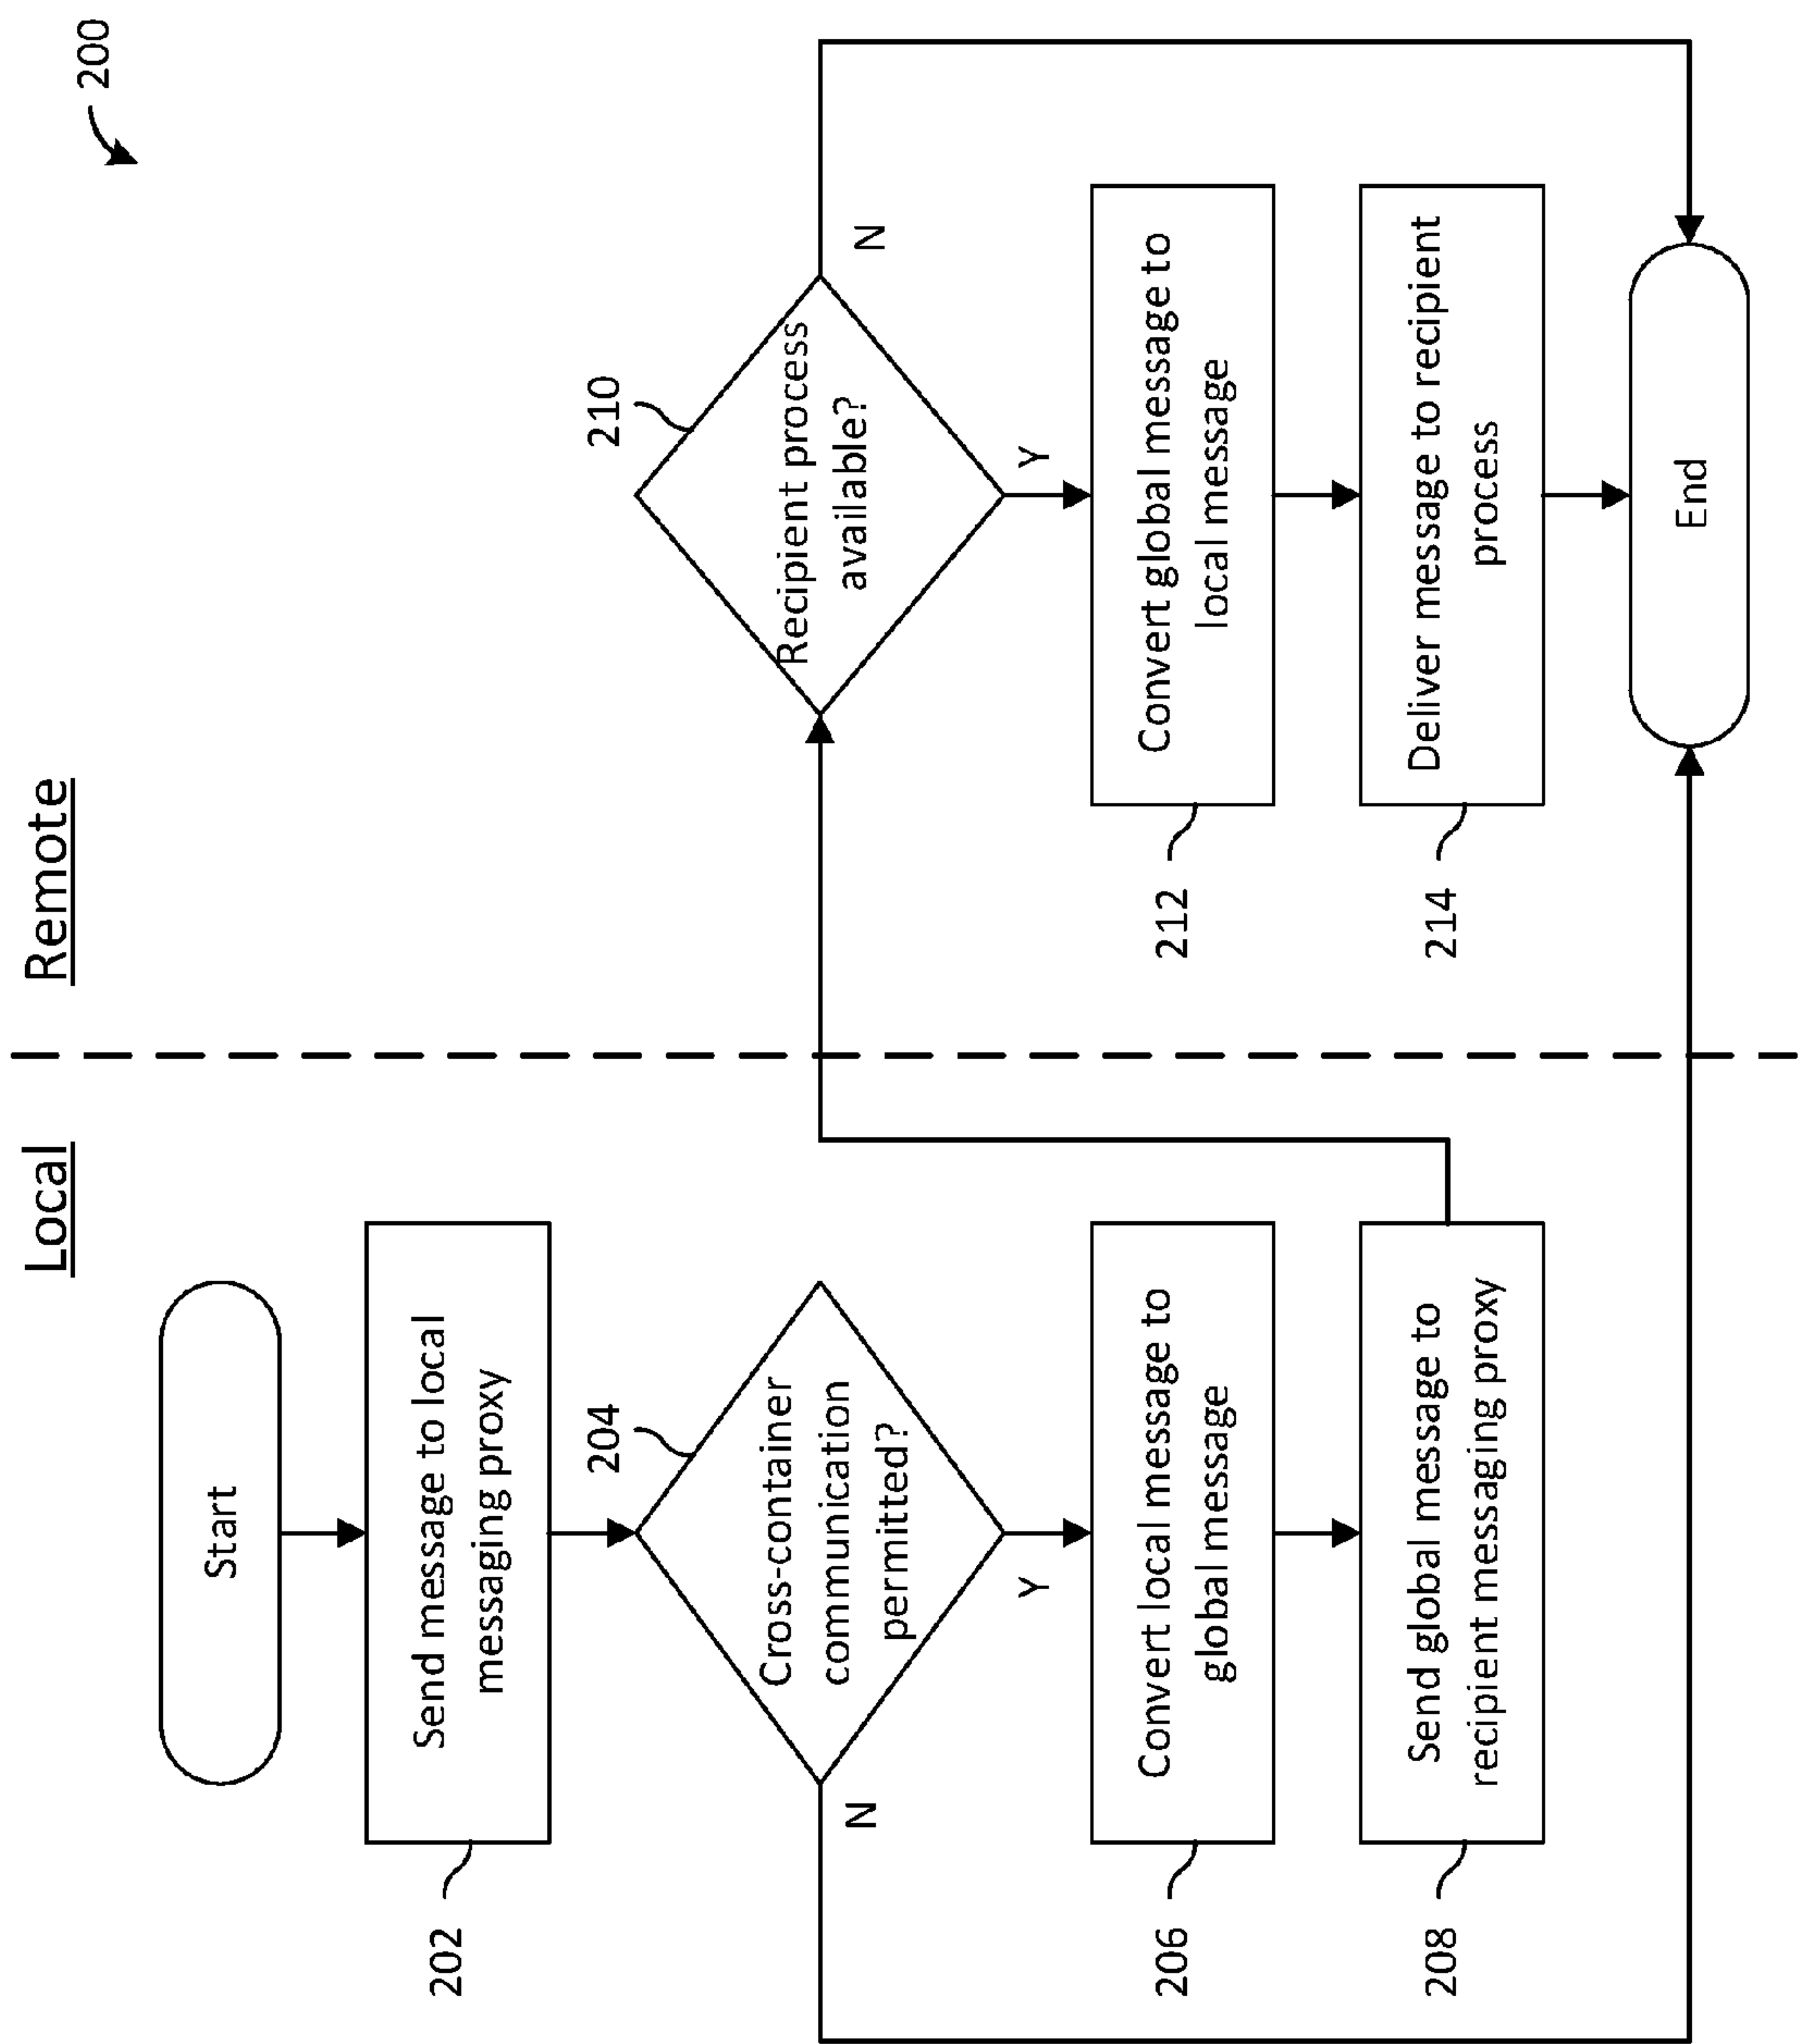 200
Local
Remote
Start
Send message to local
messaging proxy
202
Cross-container
communication
permitted?
204
N
Y
Convert local message to
global message
206
Send global message to
recipient messaging proxy
208
Recipient process
available?
210
N
Y
Convert global message to
local message
212
Deliver message to recipient
process
214
End